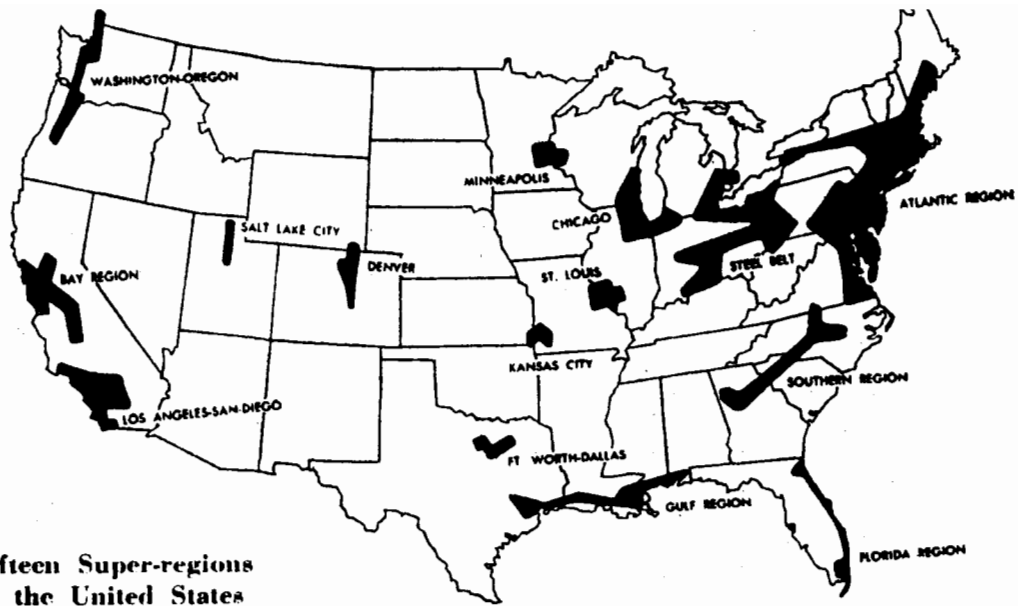 WASHINGTON-OREGON
MINNEAPOLIS
ATLANTIC REGION
CHICAGO
SALT LAKE CITY
STEEL BELT
DENVER
ST. LOUIS
BAY REGION
KANSAS CITY
SOUTHERN REGION
LOS ANGELES-SAN-DIEGO
FT WORTH-DALLAS
GULF REGION
FLORIDA REGION
fteen Super-regions
the United States